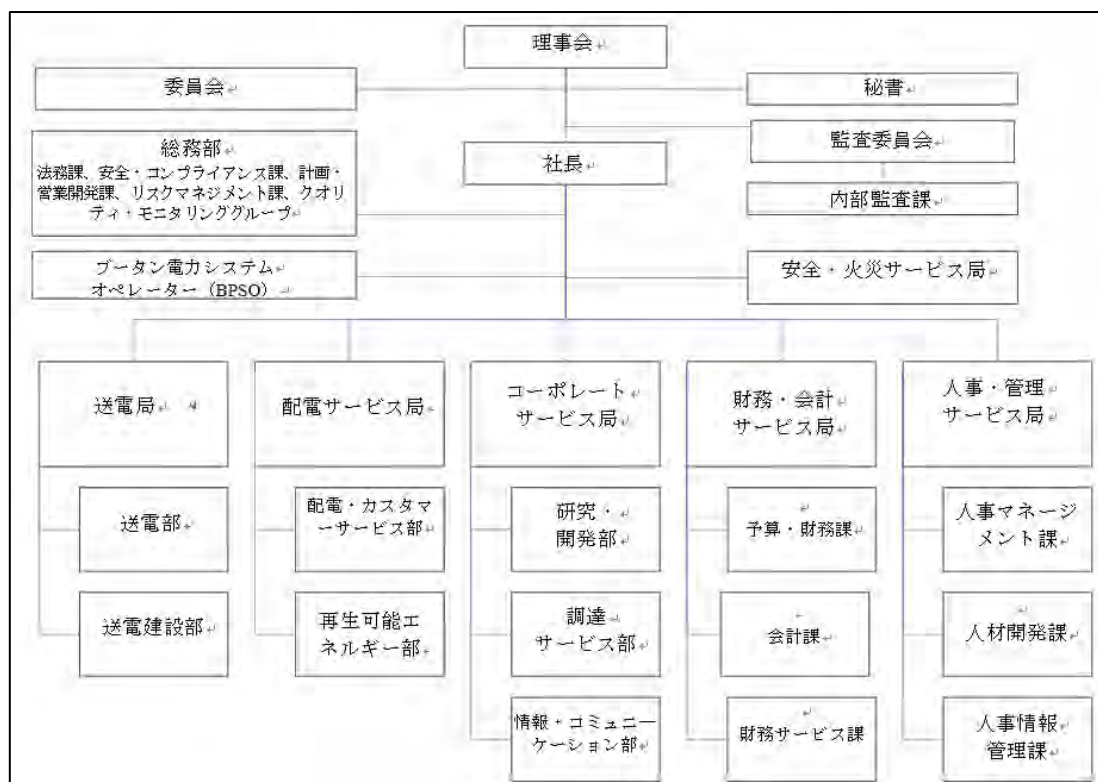 理事会
委員会
秘書
総務部
法務課、安全・コンプライアンス課、計画・
営業開発課、リスクマネジメント課、クオリ
ティ・モニタリンググループ
社長
監査委員会
内部監査課
ブータン電力システム
オペレーター（BPSO）
安全・火災サービス局
送電局
配電サービス局
コーポレート
サービス局
財務・会計
サービス局
人事・管理
サービス局
送電部
配電・カスタマ
ーサービス部
研究・
開発部
予算・財務課
人事マネージ
メント課
送電建設部
再生可能エ
ネルギー部
調達
サービス部
会計課
人材開発課
情報・コミュニー
ケーション部
財務サービス課
人事情報
管理課